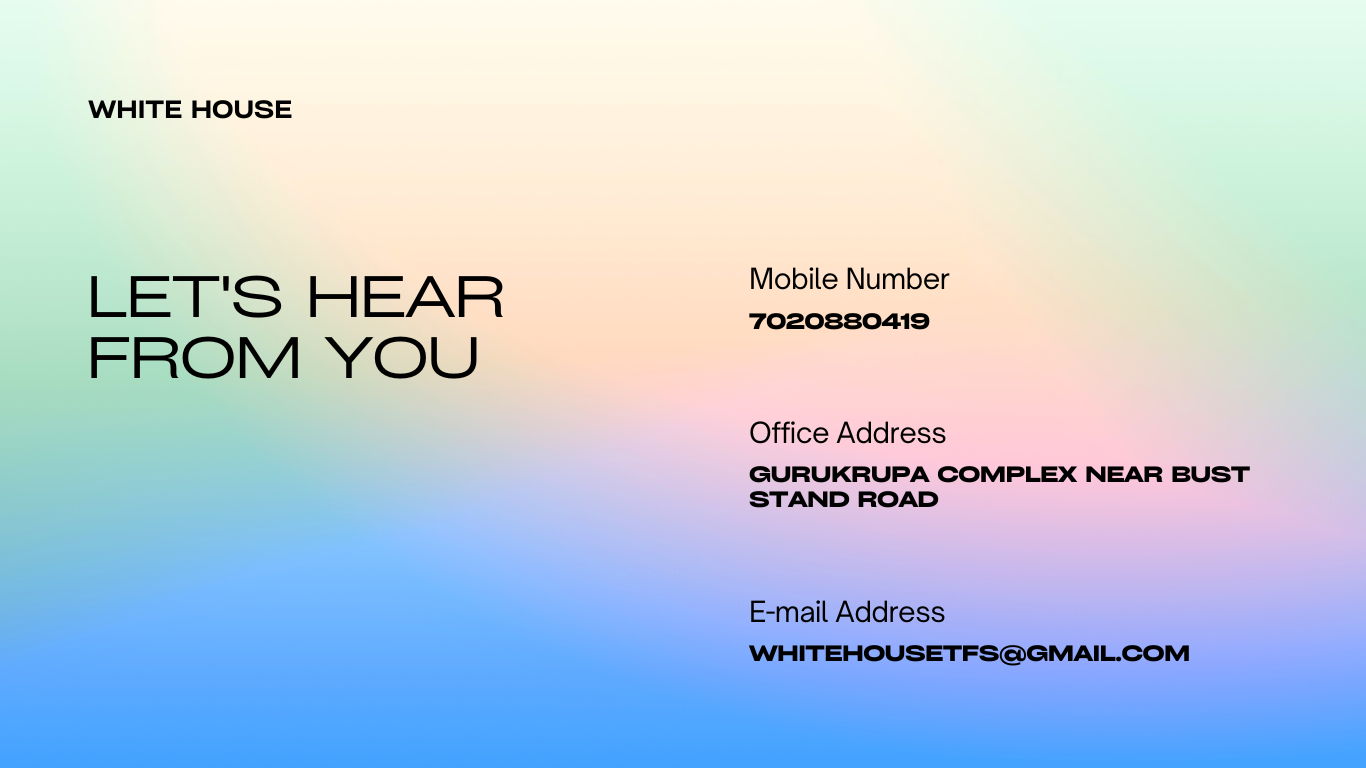 WHITE HOUSE
LET'S HEAR
FROM YOU
Mobile Number
7020880419
Office Address
GURUKRUPA COMPLEX NEAR BUST
STAND ROAD
E-mail Address
WHITEHOUSETFS@GMAIL.COM